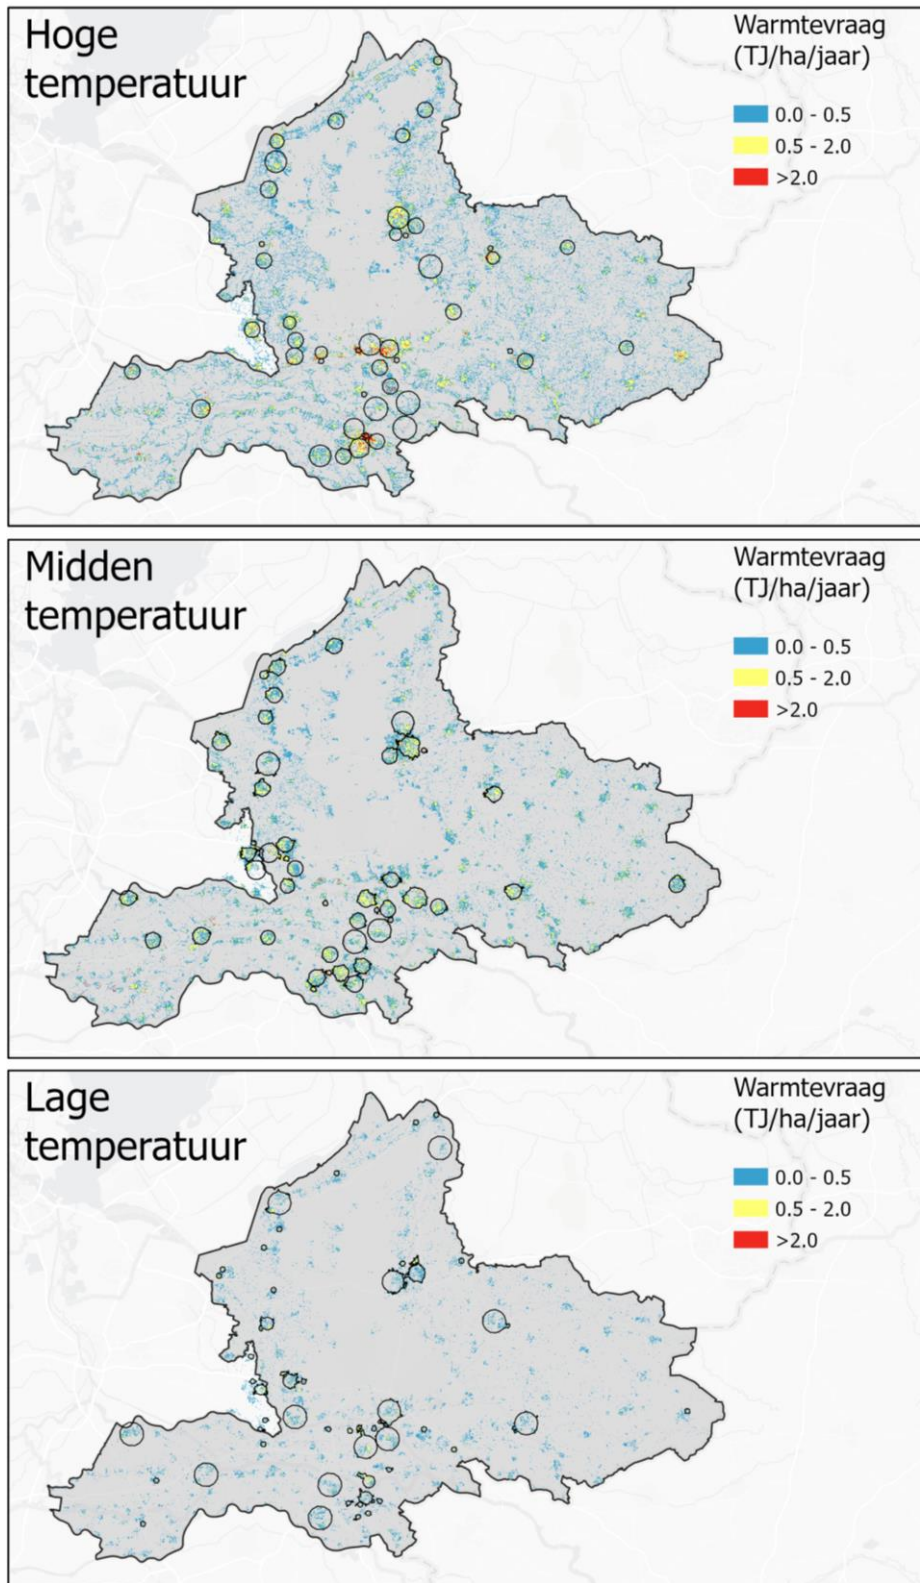 Hoge
temperatuur
Warmtevraag
(TJ/ha/jaar)
0.0 - 0.5
0.5 - 2.0
>2.0
Midden
temperatuur
Warmtevraag
(TJ/ha/jaar)
0.0 - 0.5
0.5 - 2.0
>2.0
Lage
temperatuur
Warmtevraag
(TJ/ha/jaar)
0.0 - 0.5
0.5 - 2.0
>2.0